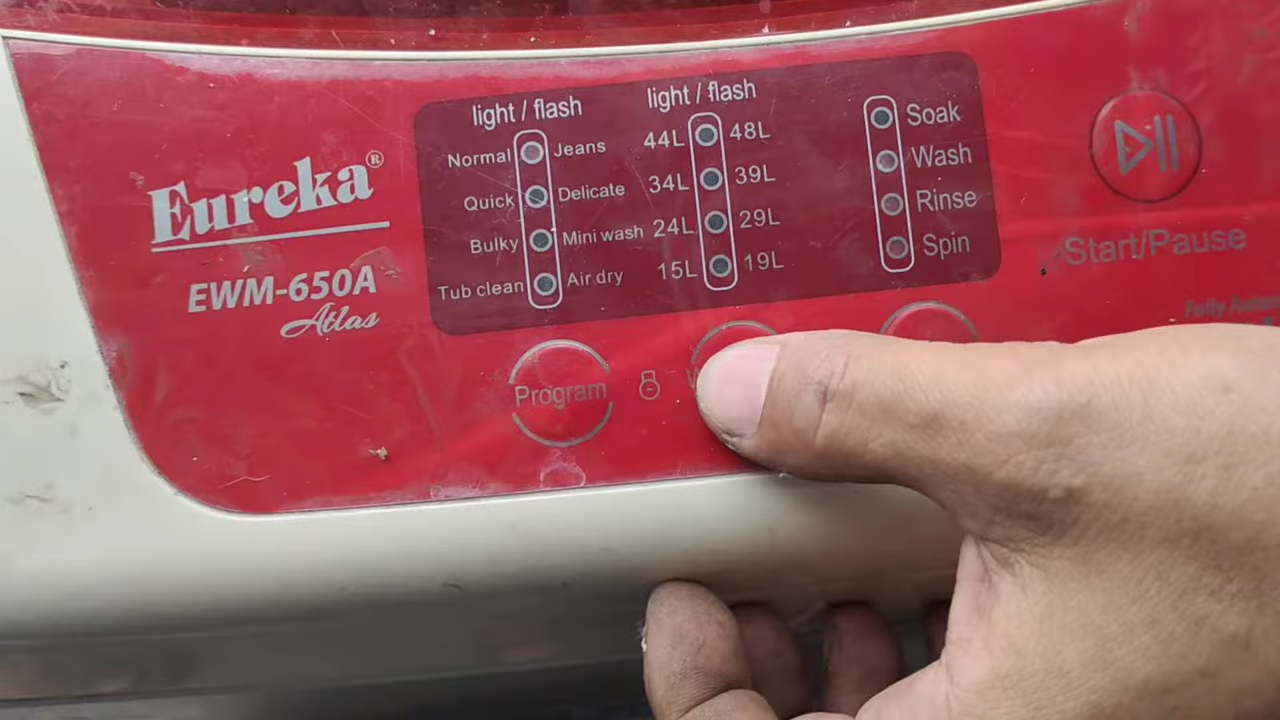 Eureka®
EWM-650A
Atlas
light / flash
Normal Jeans
Quick Delicate
Bulky Mini wash
Tub clean Air dry
light / flash
44L 48L
34L 39L
24L 29L
15L 19L
Soak
Wash
Rinse
Spin
Start/Pause
Fully
Program